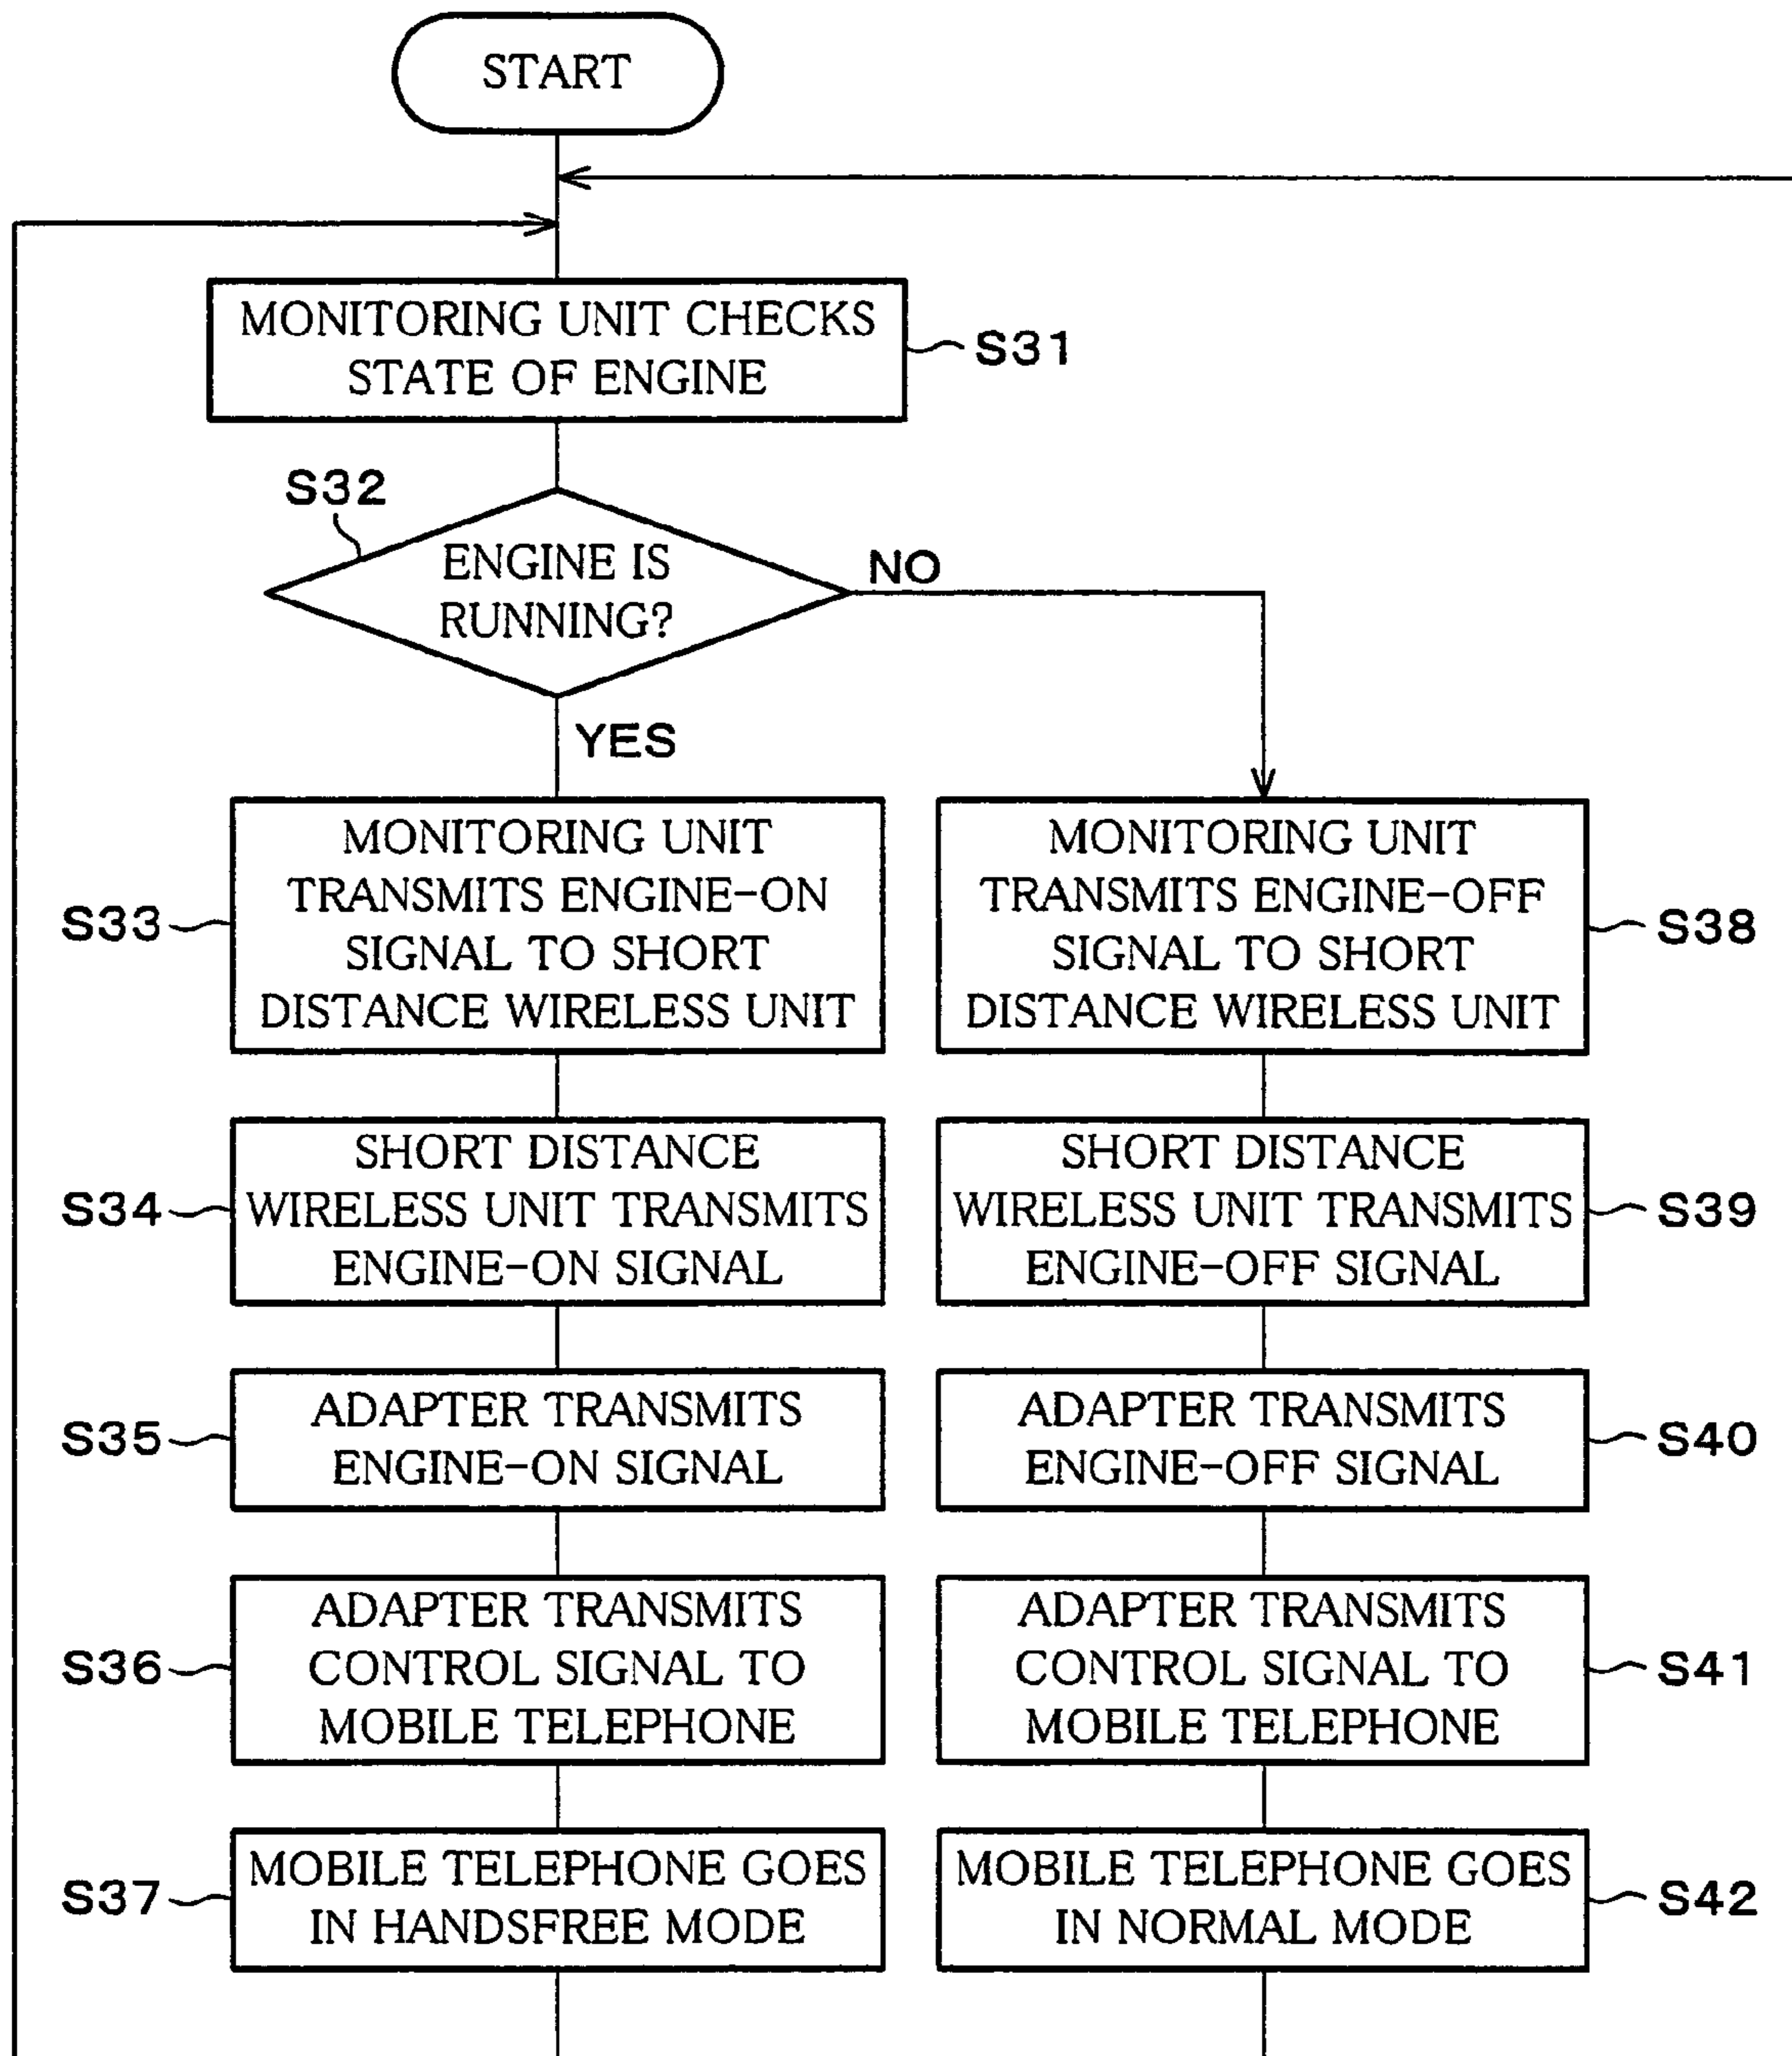 START
MONITORING UNIT CHECKS
STATE OF ENGINE
S31
S32
ENGINE IS
RUNNING?
NO
YES
MONITORING UNIT
TRANSMITS ENGINE-ON
SIGNAL TO SHORT
DISTANCE WIRELESS UNIT
S33
MONITORING UNIT
TRANSMITS ENGINE-OFF
SIGNAL TO SHORT
DISTANCE WIRELESS UNIT
S38
SHORT DISTANCE
WIRELESS UNIT TRANSMITS
ENGINE-ON SIGNAL
S34
SHORT DISTANCE
WIRELESS UNIT TRANSMITS
ENGINE-OFF SIGNAL
S39
ADAPTER TRANSMITS
ENGINE-ON SIGNAL
S35
ADAPTER TRANSMITS
ENGINE-OFF SIGNAL
S40
ADAPTER TRANSMITS
CONTROL SIGNAL TO
MOBILE TELEPHONE
S36
ADAPTER TRANSMITS
CONTROL SIGNAL TO
MOBILE TELEPHONE
S41
MOBILE TELEPHONE GOES
IN HANDSFREE MODE
S37
MOBILE TELEPHONE GOES
IN NORMAL MODE
S42